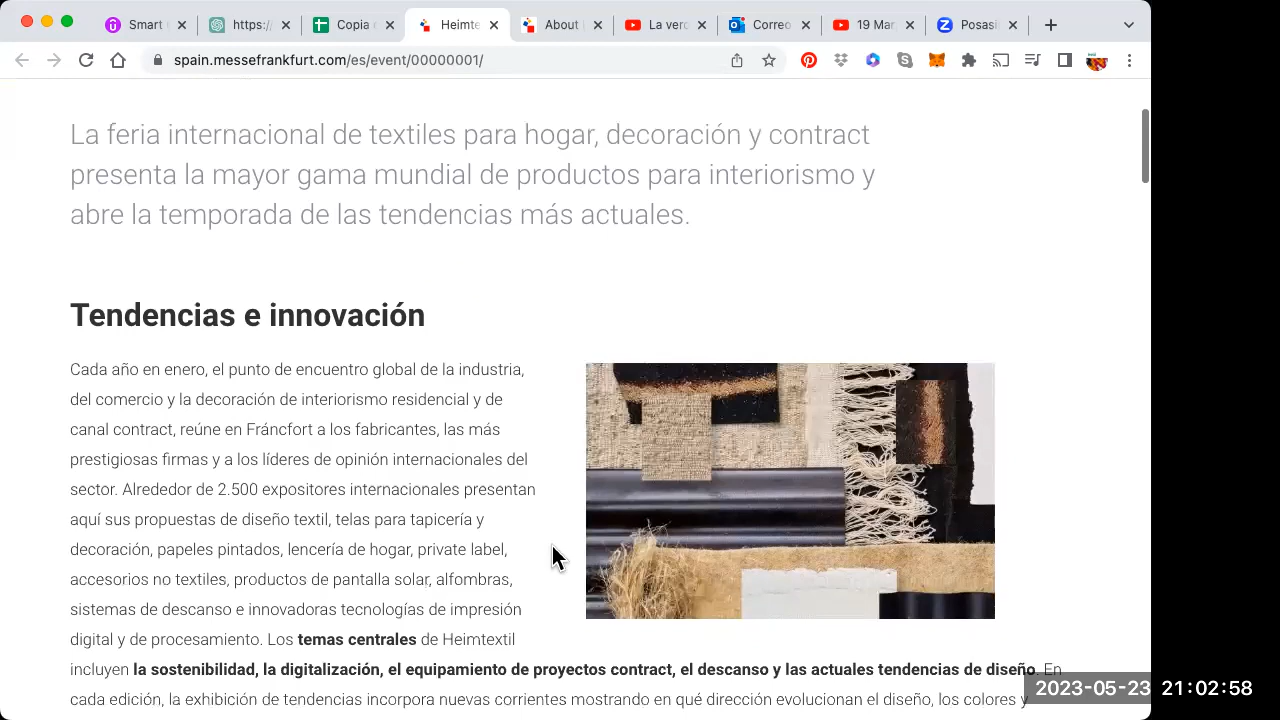 Smart
https:/
Copia
Heimte
About
La verd
Correo
19 Mar
Posasi
spain.messefrankfurt.com/es/event/00000001/
La feria internacional de textiles para hogar, decoración y contract
presenta la mayor gama mundial de productos para interiorismo y
abre la temporada de las tendencias más actuales.
Tendencias e innovación
Cada año en enero, el punto de encuentro global de la industria,
del comercio y la decoración de interiorismo residencial y de
canal contract, reúne en Fráncfort a los fabricantes, las más
prestigiosas firmas y a los líderes de opinión internacionales del
sector. Alrededor de 2.500 expositores internacionales presentan
aquí sus propuestas de diseño textil, telas para tapicería y
decoración, papeles pintados, lencería de hogar, private label,
accesorios no textiles, productos de pantalla solar, alfombras,
sistemas de descanso e innovadoras tecnologías de impresión
digital y de procesamiento. Los temas centrales de Heimtextil
incluyen la sostenibilidad, la digitalización, el equipamiento de proyectos contract, el descanso y las actuales tendencias de diseño. En
cada edición, la exhibición de tendencias incorpora nuevas corrientes mostrando en qué dirección evolucionan el diseño, los colores y
2023-05-23 21:02:58